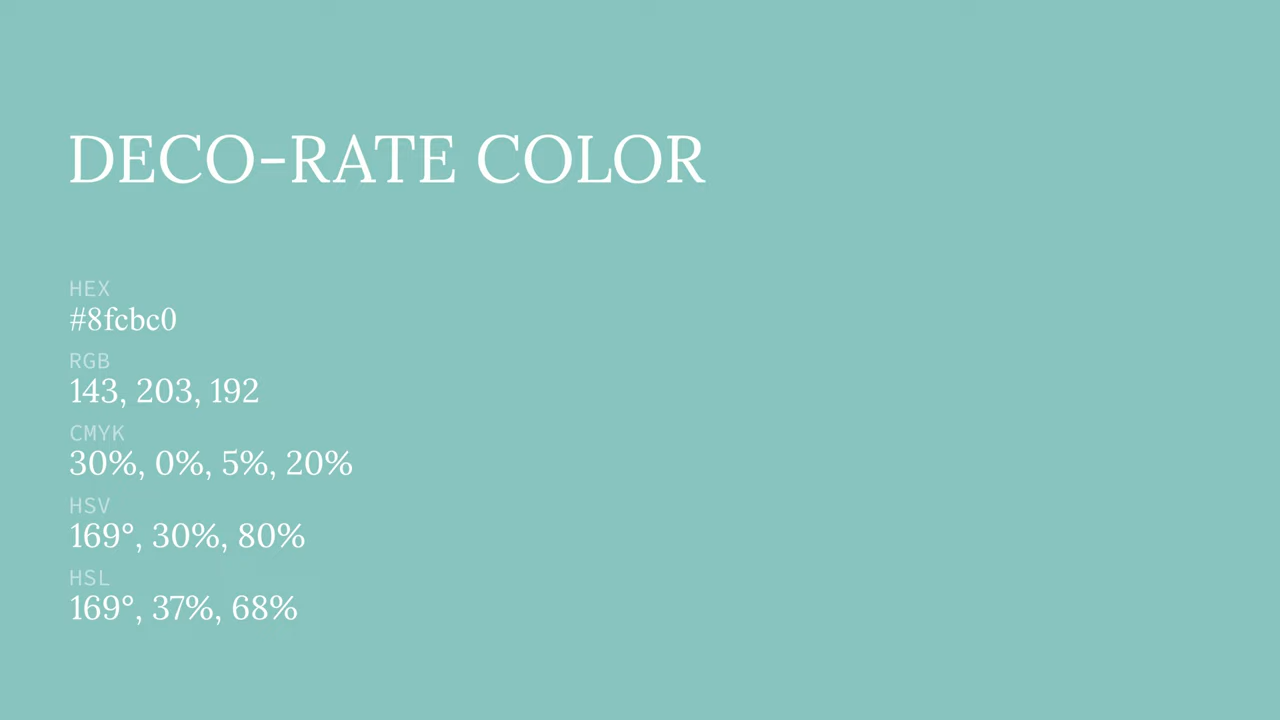 DECO-RATE COLOR
HEX
#8fcbc0
RGB
143, 203, 192
CMYK
30%, 0%, 5%, 20%
HSV
169°, 30%, 80%
HSL
169°, 37%, 68%